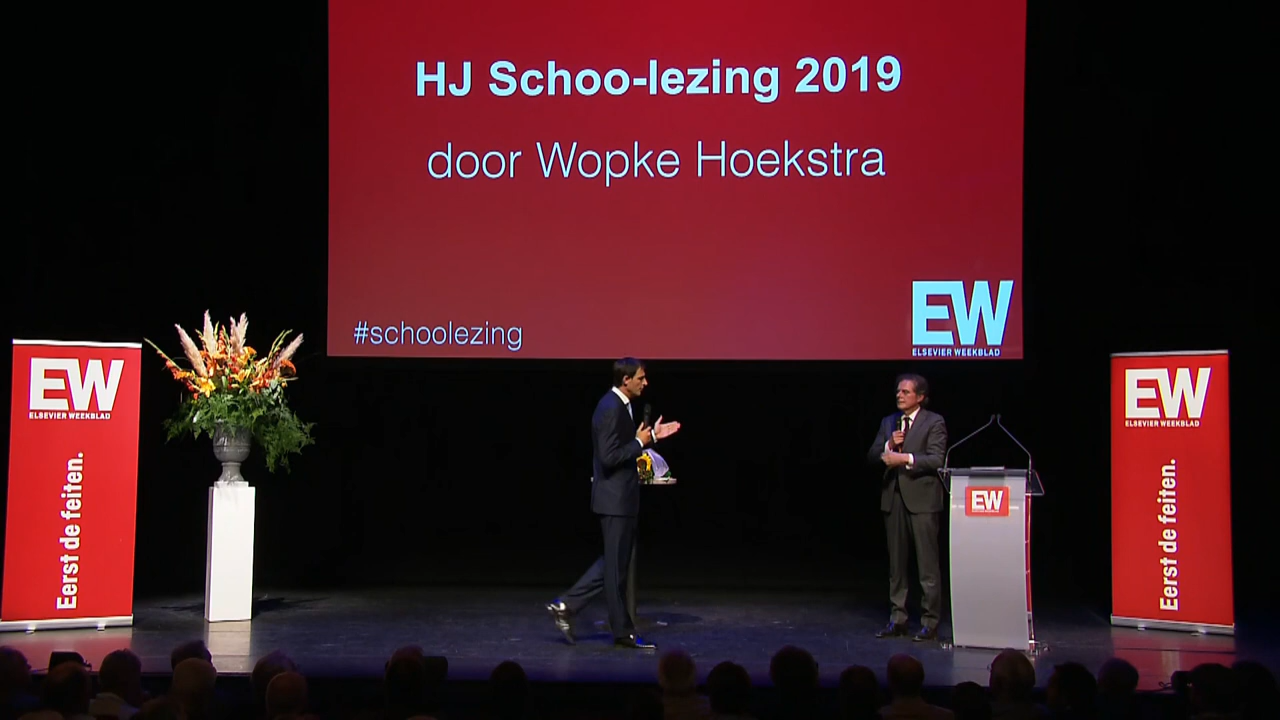 HJ Schoo-lezing 2019
door Wopke Hoekstra
#schoolezing
EW
ELSEVIER WEEKBLAD
EW
ELSEVIER WEEKBLAD
Eerst de feiten.
EW
EW
ELSEVIER WEEKBLAD
Eerst de feiten.